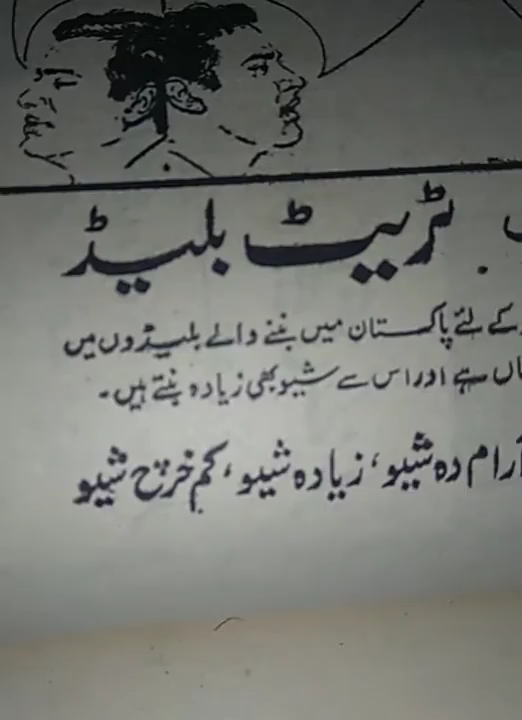 ٹریٹ بلیڈ
کے لئے پاکستان میں بننے والے بلیڈوں میں
ہے اور اس سے شیو بھی زیادہ بنتے ہیں۔
آرام دہ شیو، زیادہ شیو، کم خرچ شیو